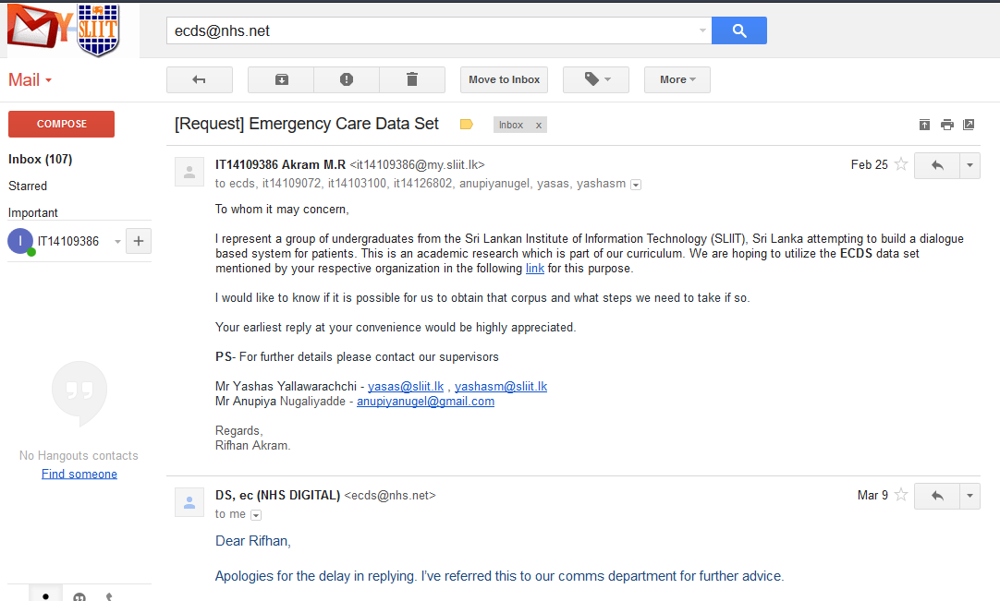 MY
SLIIT
ecds@nhs.net
Mail
Move to Inbox
More
COMPOSE
[Request] Emergency Care Data Set
Inbox x
Inbox (107)
Starred
Important
I IT14109386
IT14109386 Akram M.R <it14109386@my.sliit.lk>
Feb 25
to ecds, it14109072, it14103100, it14126802, anupiyanugel, yasas, yashasm
To whom it may concern,
I represent a group of undergraduates from the Sri Lankan Institute of Information Technology (SLIIT), Sri Lanka attempting to build a dialogue
based system for patients. This is an academic research which is part of our curriculum. We are hoping to utilize the ECDS data set
mentioned by your respective organization in the following link for this purpose.
I would like to know if it is possible for us to obtain that corpus and what steps we need to take if so.
Your earliest reply at your convenience would be highly appreciated.
PS- For further details please contact our supervisors
Mr Yashas Yallawarachchi - yasas@sliit.lk , yashasm@sliit.lk
Mr Anupiya Nugaliyadde - anupiyanugel@gmail.com
Regards,
Rifhan Akram.
No Hangouts contacts
Find someone
DS, ec (NHS DIGITAL) <ecds@nhs.net>
Mar 9
to me
Dear Rifhan,
Apologies for the delay in replying. I've referred this to our comms department for further advice.